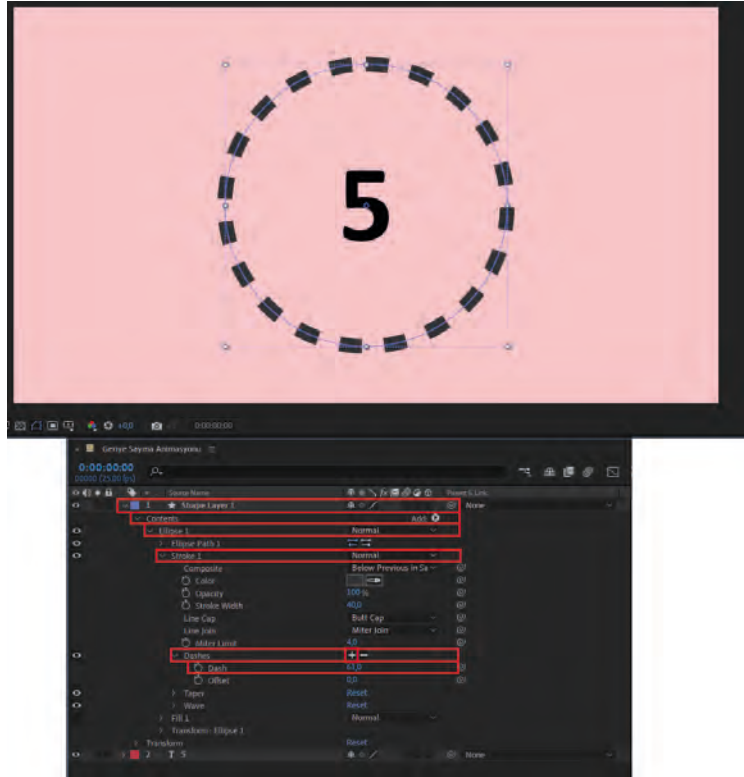 5
+0,0 0:00:00:00
Geriye Sayma Animasyonu
0:00:00:00
00000 (25.00 fps)
Source Name Parent & Link
1 Shape Layer 1 None
Contents Add:
Ellipse 1 Normal
Ellipse Path 1
Stroke 1 Normal
Composite Below Previous in Sa
Color
Opacity 100 %
Stroke Width 40,0
Line Cap Butt Cap
Line Join Miter Join
Miter Limit 4,0
Dashes + −
Dash 63,0
Offset 0,0
Taper Reset
Wave Reset
Fill 1 Normal
Transform: Ellipse 1
Transform Reset
2 T 5 None